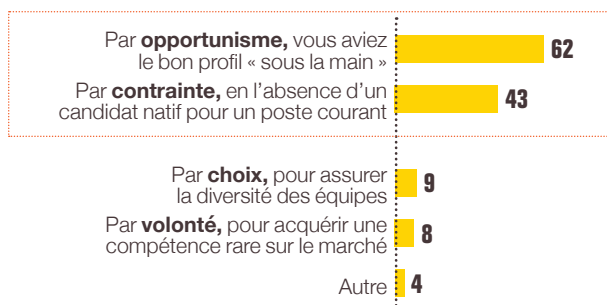 Par opportunisme, vous aviez
le bon profil « sous la main »
62
Par contrainte, en l’absence d’un
candidat natif pour un poste courant
43
Par choix, pour assurer
la diversité des équipes
9
Par volonté, pour acquérir une
compétence rare sur le marché
8
Autre
4